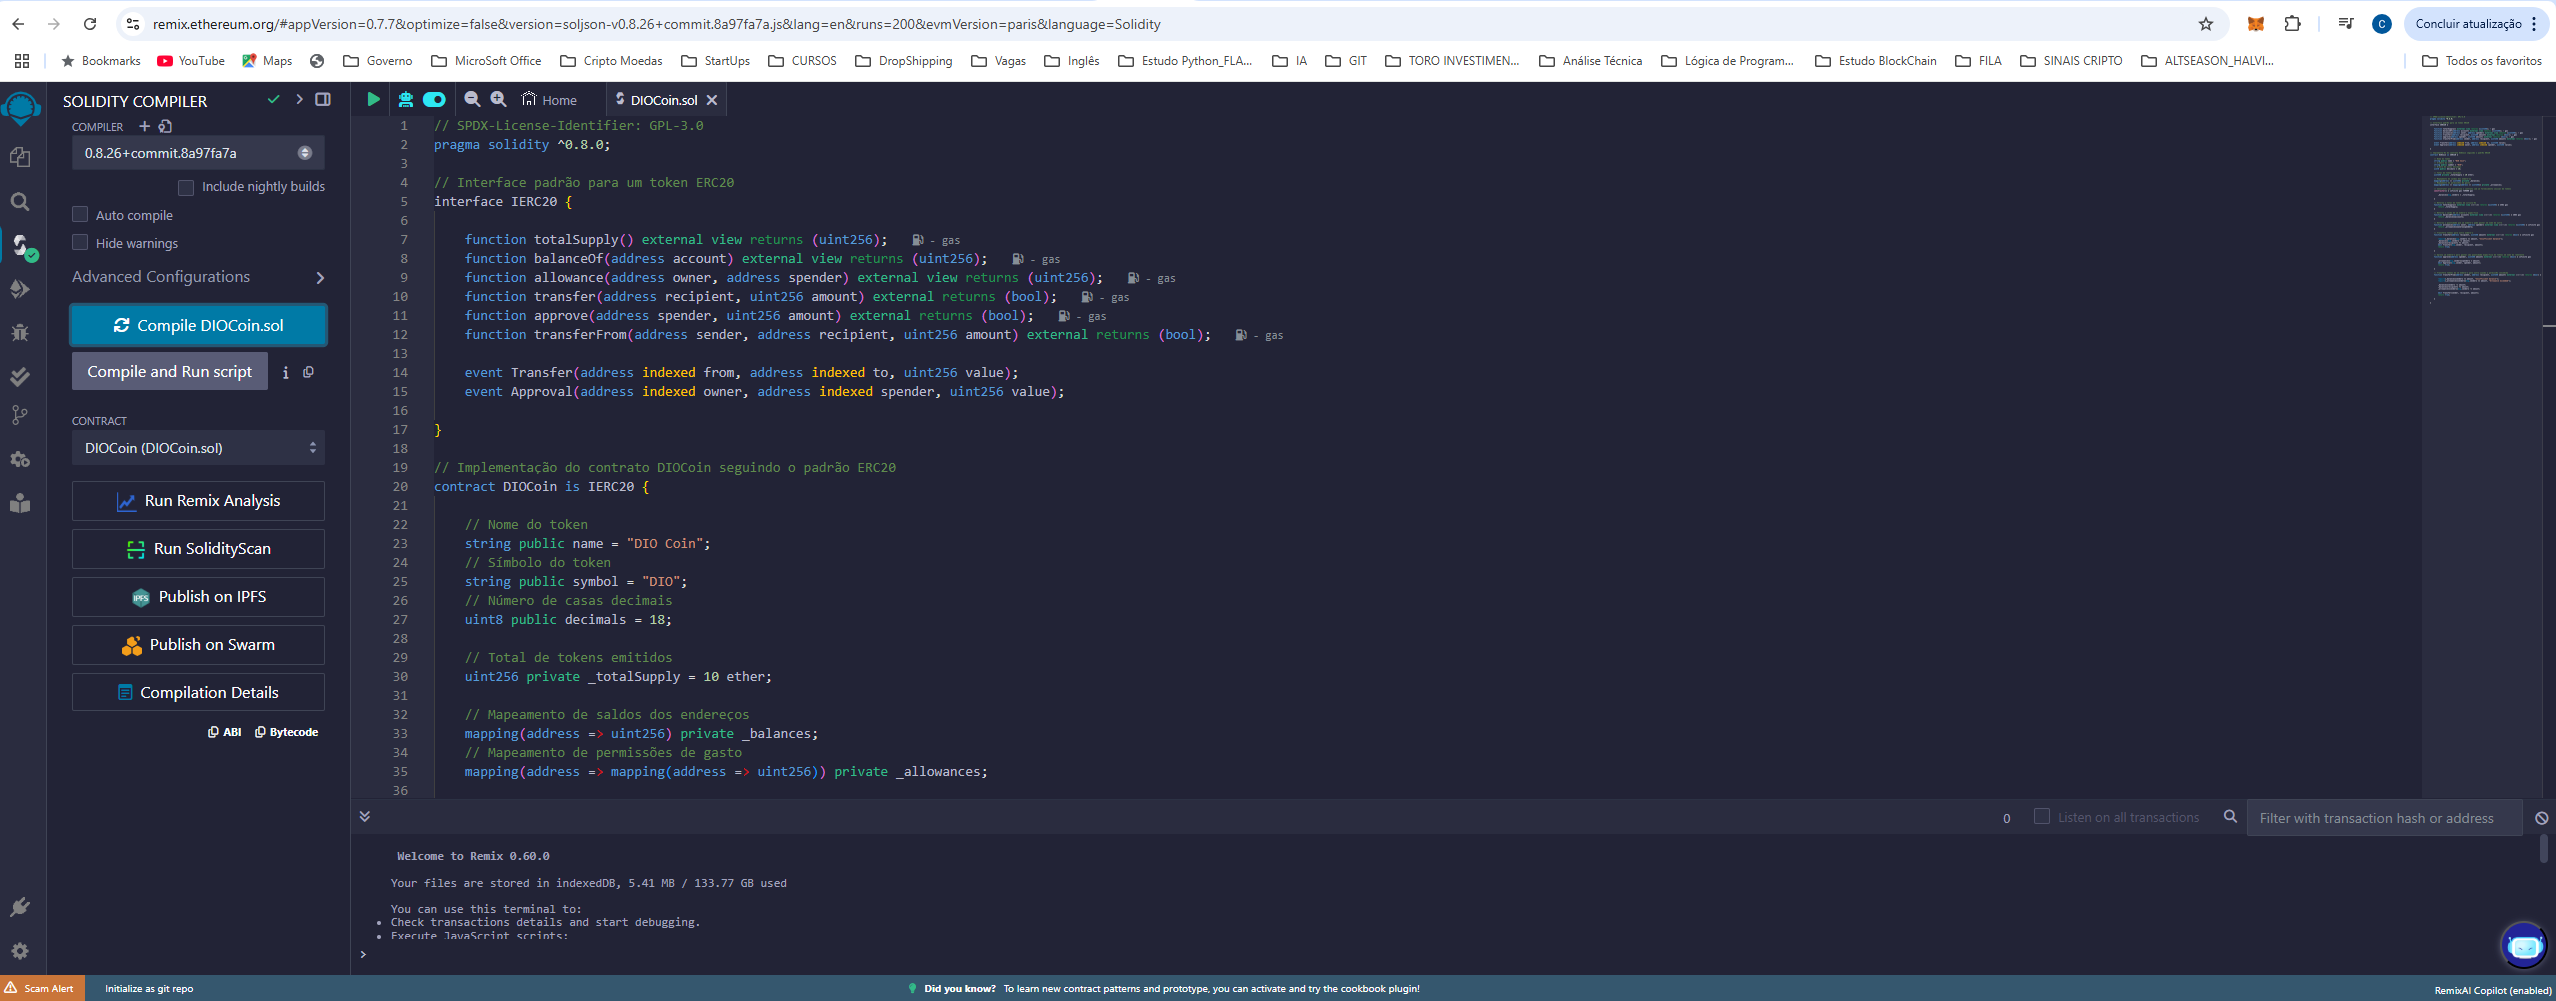 remix.ethereum.org/#appVersion=0.7.7&optimize=false&version=soljson-v0.8.26+commit.8a97fa7a.js&lang=en&runs=200&evmVersion=paris&language=Solidity
C
Concluir atualização
Bookmarks YouTube Maps Governo MicroSoft Office Cripto Moedas StartUps CURSOS DropShipping Vagas Inglês Estudo Python_FLA... IA GIT TORO INVESTIMEN... Análise Técnica Lógica de Program... Estudo BlockChain FILA SINAIS CRIPTO ALTSEASON_HALVI... Todos os favoritos
SOLIDITY COMPILER
COMPILER
0.8.26+commit.8a97fa7a
Include nightly builds
Auto compile
Hide warnings
Advanced Configurations
Compile DIOCoin.sol
Compile and Run script
i
CONTRACT
DIOCoin (DIOCoin.sol)
Run Remix Analysis
Run SolidityScan
IPFS
Publish on IPFS
Publish on Swarm
Compilation Details
ABI Bytecode
Home DIOCoin.sol
1 // SPDX-License-Identifier: GPL-3.0
2 pragma solidity ^0.8.0;
3
4 // Interface padrão para um token ERC20
5 interface IERC20 {
6
7 function totalSupply() external view returns (uint256); - gas
8 function balanceOf(address account) external view returns (uint256); - gas
9 function allowance(address owner, address spender) external view returns (uint256); - gas
10 function transfer(address recipient, uint256 amount) external returns (bool); - gas
11 function approve(address spender, uint256 amount) external returns (bool); - gas
12 function transferFrom(address sender, address recipient, uint256 amount) external returns (bool); - gas
13
14 event Transfer(address indexed from, address indexed to, uint256 value);
15 event Approval(address indexed owner, address indexed spender, uint256 value);
16
17 }
18
19 // Implementação do contrato DIOCoin seguindo o padrão ERC20
20 contract DIOCoin is IERC20 {
21
22 // Nome do token
23 string public name = "DIO Coin";
24 // Símbolo do token
25 string public symbol = "DIO";
26 // Número de casas decimais
27 uint8 public decimals = 18;
28
29 // Total de tokens emitidos
30 uint256 private _totalSupply = 10 ether;
31
32 // Mapeamento de saldos dos endereços
33 mapping(address => uint256) private _balances;
34 // Mapeamento de permissões de gasto
35 mapping(address => mapping(address => uint256)) private _allowances;
36
0 Listen on all transactions Filter with transaction hash or address
Welcome to Remix 0.60.0
Your files are stored in indexedDB, 5.41 MB / 133.77 GB used
You can use this terminal to:
• Check transactions details and start debugging.
• Execute JavaScript scripts:
>
Scam Alert Initialize as git repo Did you know? To learn new contract patterns and prototype, you can activate and try the cookbook plugin! RemixAI Copilot (enabled)